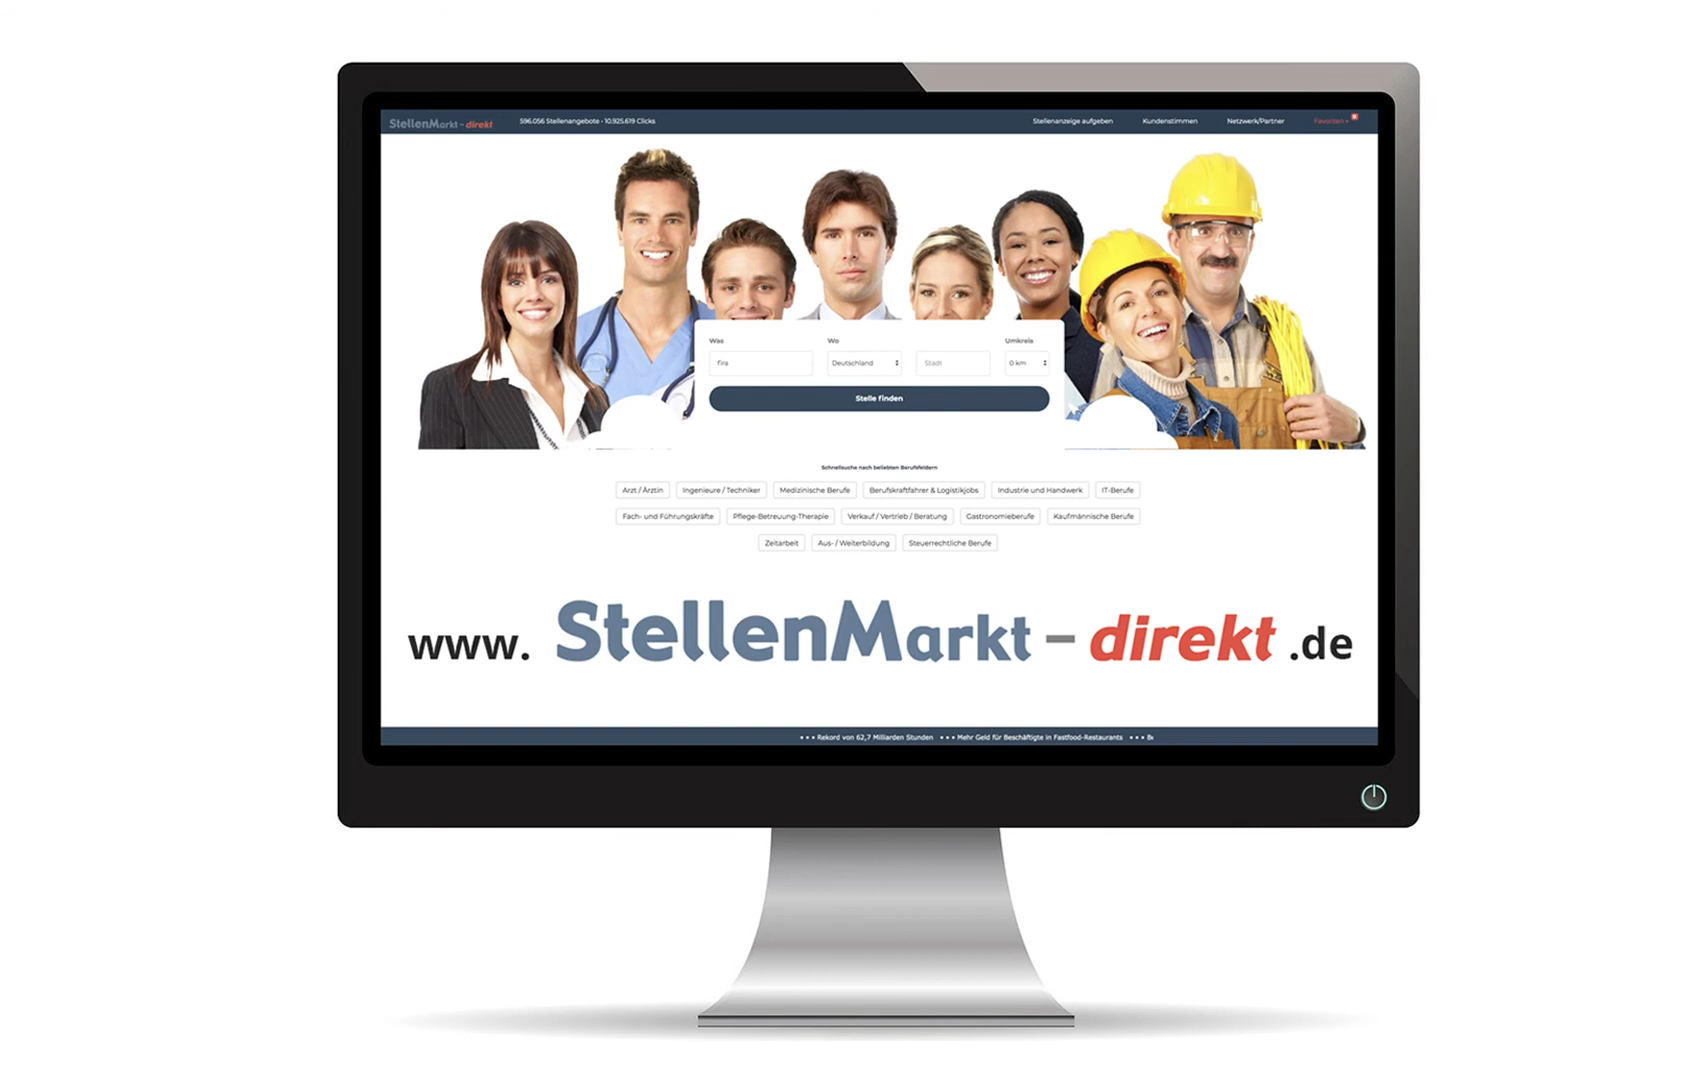 StellenMarkt - direkt
596.056 Stellenangebote - 10.925.619 Clicks
Stellenanzeige aufgeben
Kundenstimmen
Netzwerk/Partner
Favoriten
Was
Wo
Umkreis
fira
Deutschland
Stadt
0 km
Stelle finden
Schnellsuche nach beliebten Berufsfeldern
Arzt / Ärztin
Ingenieure / Techniker
Medizinische Berufe
Berufskraftfahrer & Logistikjobs
Industrie und Handwerk
IT-Berufe
Fach- und Führungskräfte
Pflege-Betreuung-Therapie
Verkauf / Vertrieb / Beratung
Gastronomieberufe
Kaufmännische Berufe
Zeitarbeit
Aus- / Weiterbildung
Steuerrechtliche Berufe
www. StellenMarkt - direkt .de
• • • Rekord von 62,7 Milliarden Stunden • • • Mehr Geld für Beschäftigte in Fastfood-Restaurants • • •